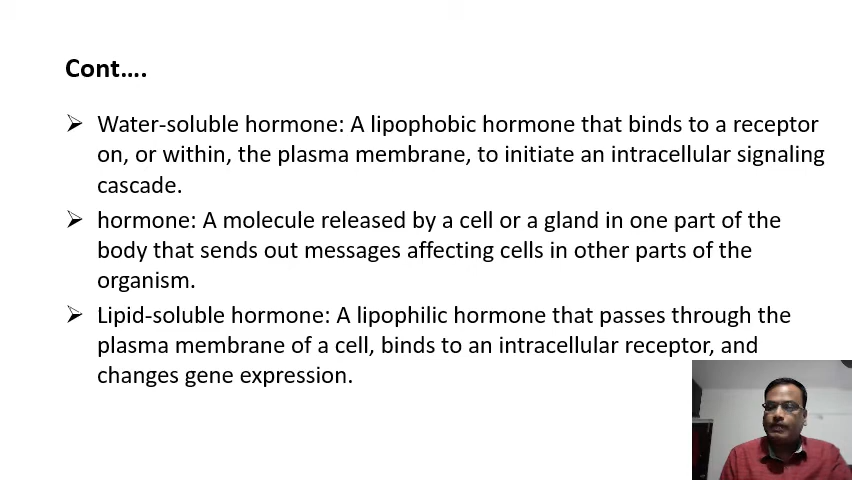 Cont….
➢ Water-soluble hormone: A lipophobic hormone that binds to a receptor
on, or within, the plasma membrane, to initiate an intracellular signaling
cascade.
➢ hormone: A molecule released by a cell or a gland in one part of the
body that sends out messages affecting cells in other parts of the
organism.
➢ Lipid-soluble hormone: A lipophilic hormone that passes through the
plasma membrane of a cell, binds to an intracellular receptor, and
changes gene expression.